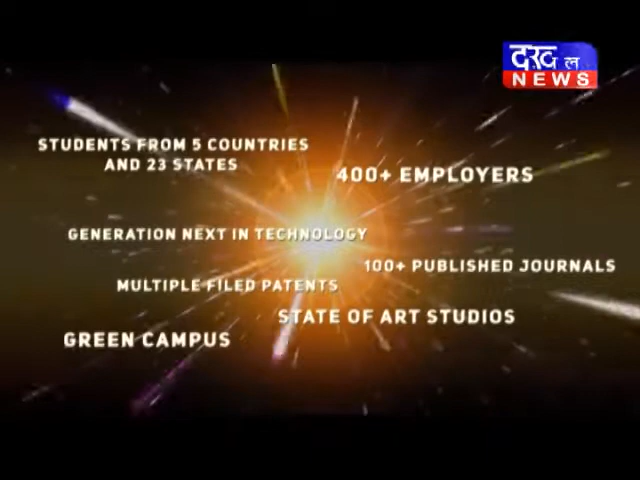 दख़ल
NEWS
STUDENTS FROM 5 COUNTRIES
AND 23 STATES
400+ EMPLOYERS
GENERATION NEXT IN TECHNOLOGY
100+ PUBLISHED JOURNALS
MULTIPLE FILED PATENTS
STATE OF ART STUDIOS
GREEN CAMPUS